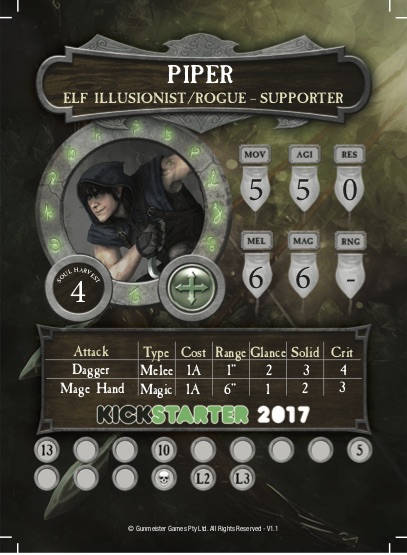 PIPER
ELF ILLUSIONIST/ROGUE - SUPPORTER
MOV AGI RES
5 5 0
MEL MAG RNG
6 6 -
SOUL HARVEST
4
Attack Type Cost Range Glance Solid Crit
Dagger Melee 1A 1" 2 3 4
Mage Hand Magic 1A 6" 1 2 3
KICKSTARTER 2017
13 10 5
L2 L3
© Gunmeister Games Pty Ltd. All Rights Reserved - V1.1